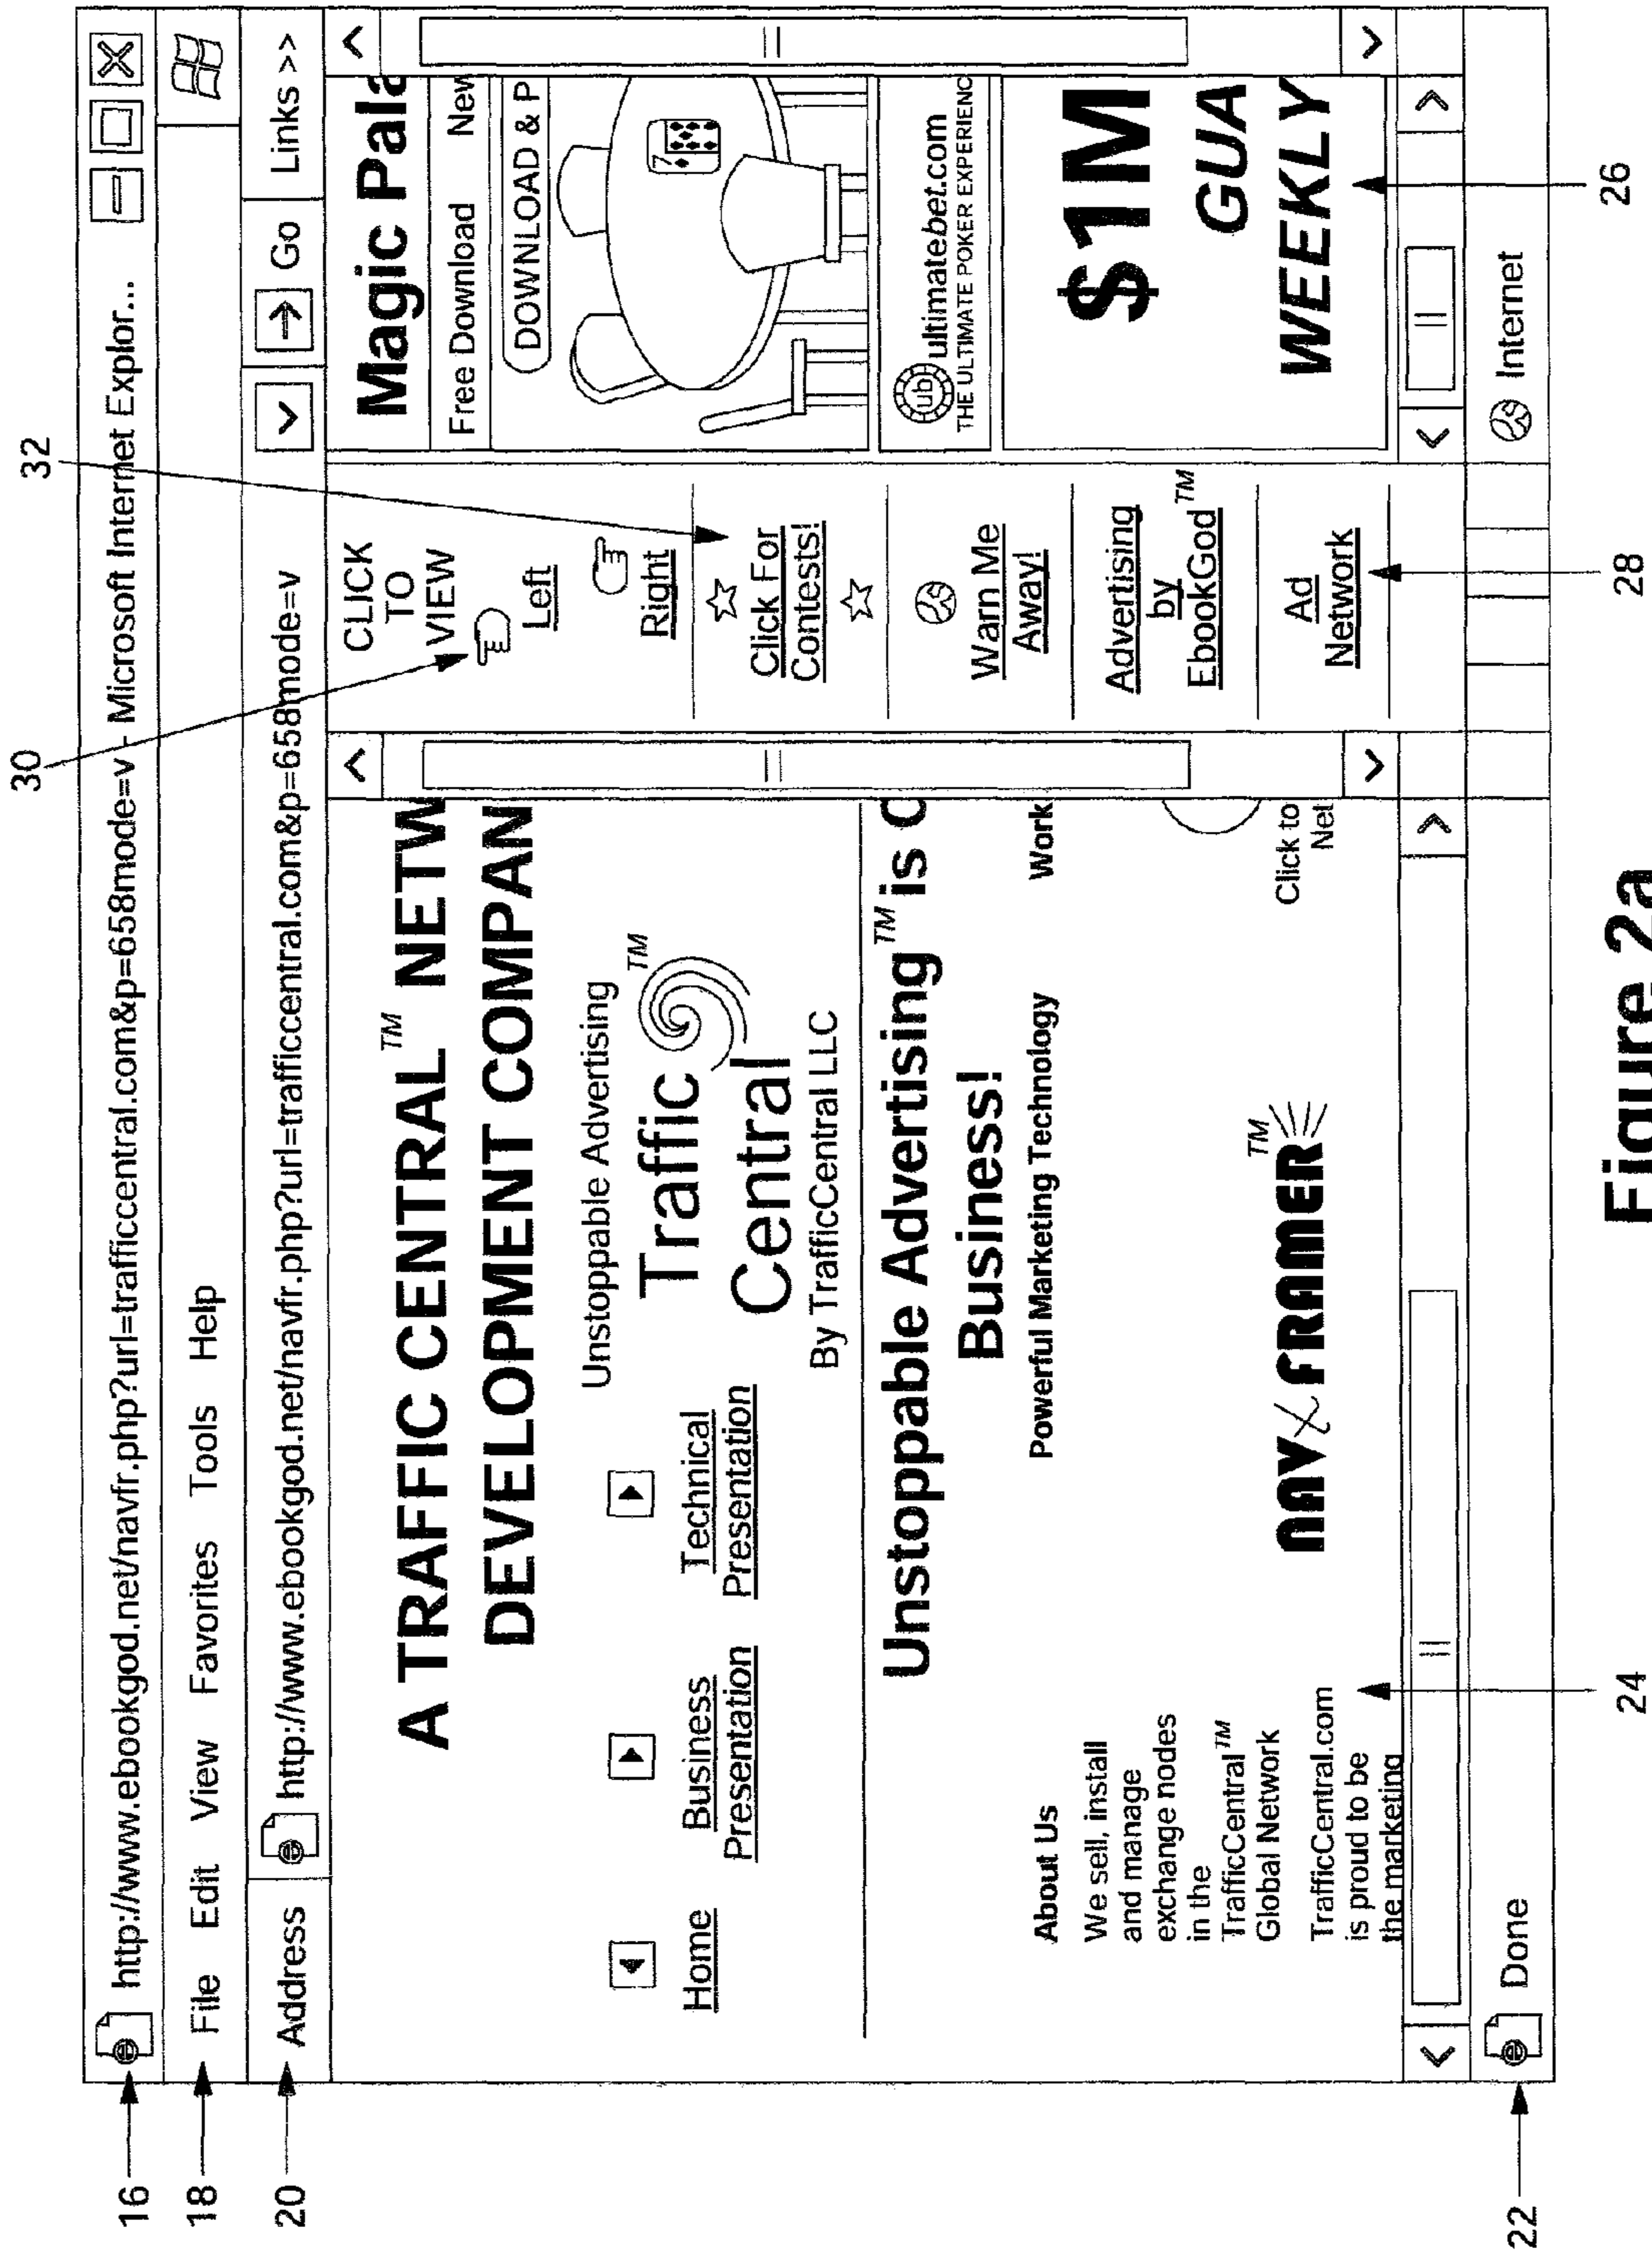 30
32
16
http://www.ebookgod.net/navfr.php?url=trafficcentral.com&p=658mode=v - Microsoft Internet Explor...
18
File Edit View Favorites Tools Help
20
Address http://www.ebookgod.net/navfr.php?url=trafficcentral.com&p=658mode=v Go Links >>
A TRAFFIC CENTRAL™ NETW
DEVELOPMENT COMPAN
Unstoppable Advertising
Traffic
Central
TM
By TrafficCentral LLC
Home
Business
Presentation
Technical
Presentation
Unstoppable Advertising™ is C
Business!
About Us
We sell, install
and manage
exchange nodes
in the
TrafficCentral™
Global Network
TrafficCentral.com
is proud to be
the marketing
Powerful Marketing Technology
NAV FRAMER™
Work
Click to
Net
CLICK
TO
VIEW
Left
Right
Click For
Contests!
Warn Me
Away!
Advertising
by
EbookGod™
Ad
Network
Magic Pala
Free Download New
DOWNLOAD & P
7
ub ultimatebet.com
THE ULTIMATE POKER EXPERIENC
$1M
GUA
WEEKLY
22
Done
Internet
24
28
26
Figure 2a